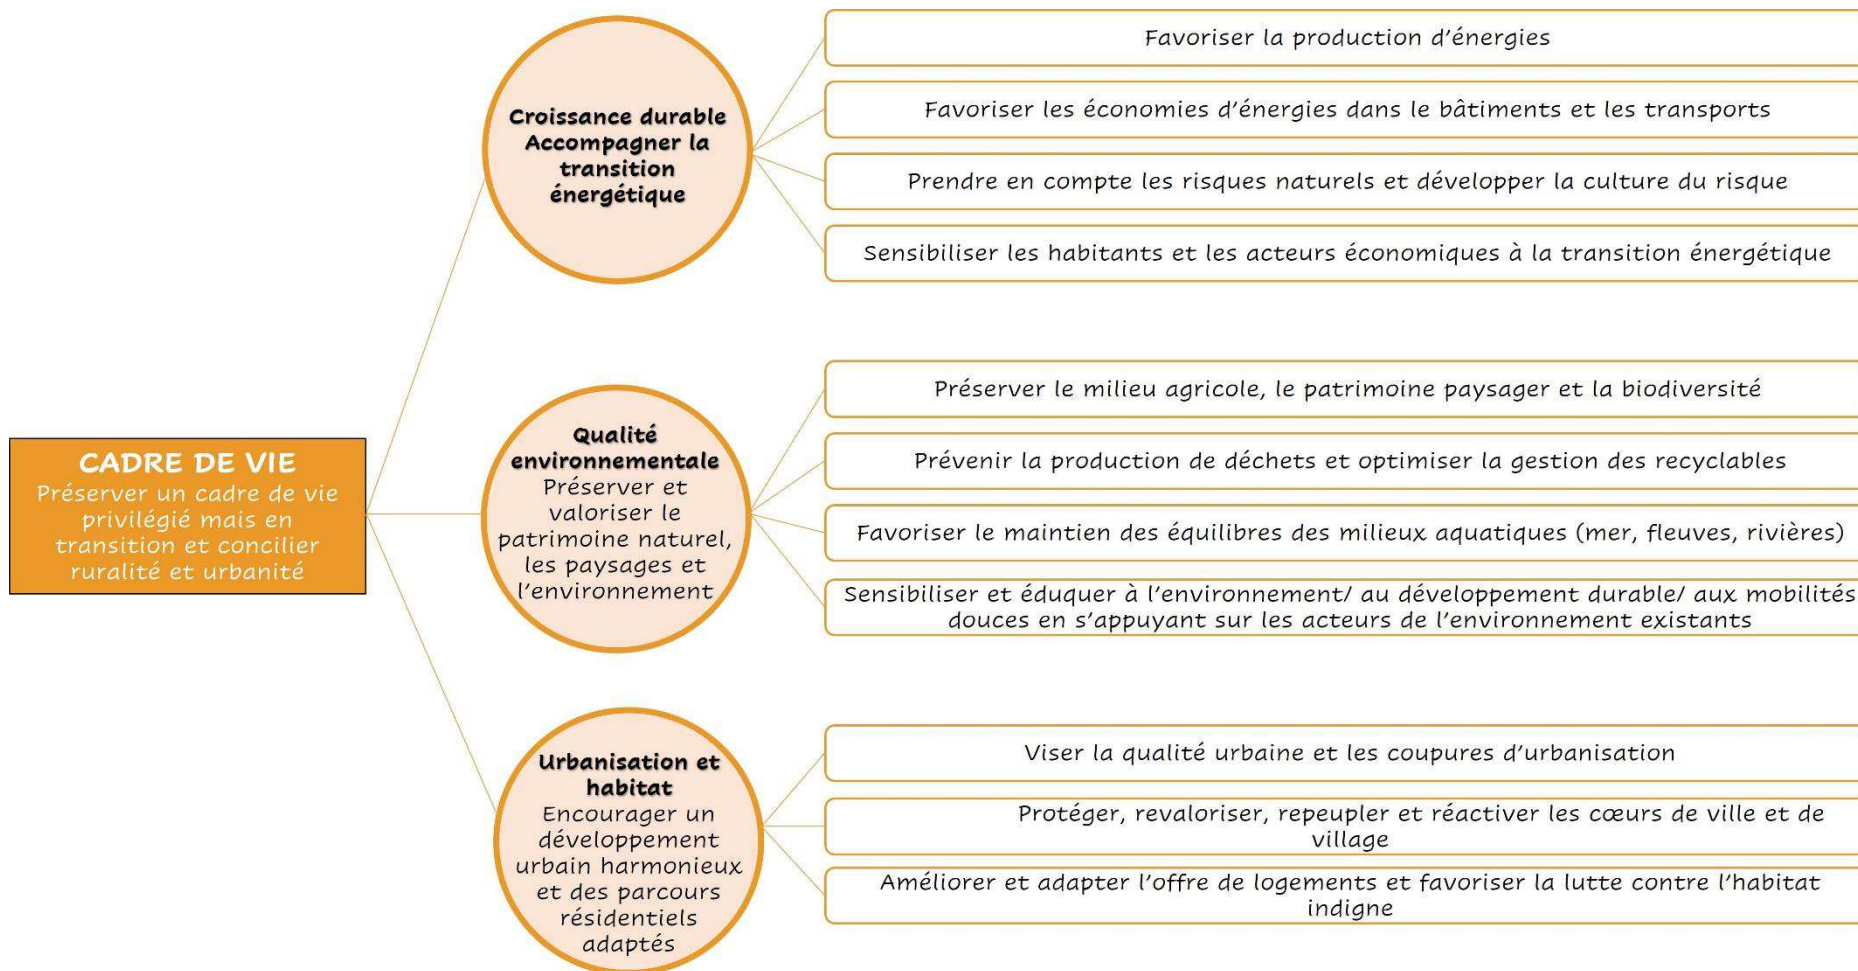 CADRE DE VIE
Préserver un cadre de vie
privilégié mais en
transition et concilier
ruralité et urbanité
Croissance durable
Accompagner la
transition
énergétique
Favoriser la production d’énergies
Favoriser les économies d’énergies dans le bâtiments et les transports
Prendre en compte les risques naturels et développer la culture du risque
Sensibiliser les habitants et les acteurs économiques à la transition énergétique
Qualité
environnementale
Préserver et
valoriser le
patrimoine naturel,
les paysages et
l’environnement
Préserver le milieu agricole, le patrimoine paysager et la biodiversité
Prévenir la production de déchets et optimiser la gestion des recyclables
Favoriser le maintien des équilibres des milieux aquatiques (mer, fleuves, rivières)
Sensibiliser et éduquer à l’environnement/ au développement durable/ aux mobilités
douces en s’appuyant sur les acteurs de l’environnement existants
Urbanisation et
habitat
Encourager un
développement
urbain harmonieux
et des parcours
résidentiels
adaptés
Viser la qualité urbaine et les coupures d’urbanisation
Protéger, revaloriser, repeupler et réactiver les cœurs de ville et de
village
Améliorer et adapter l’offre de logements et favoriser la lutte contre l’habitat
indigne